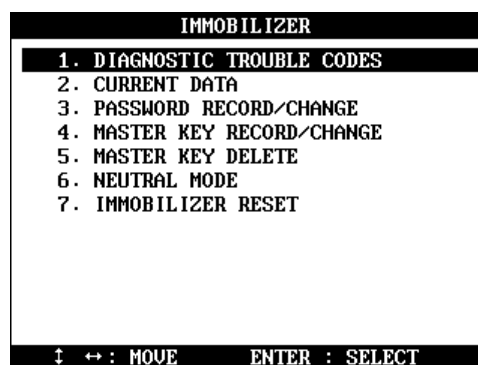 IMMOBILIZER
1. DIAGNOSTIC TROUBLE CODES
2. CURRENT DATA
3. PASSWORD RECORD/CHANGE
4. MASTER KEY RECORD/CHANGE
5. MASTER KEY DELETE
6. NEUTRAL MODE
7. IMMOBILIZER RESET
↕ ↔: MOVE ENTER : SELECT